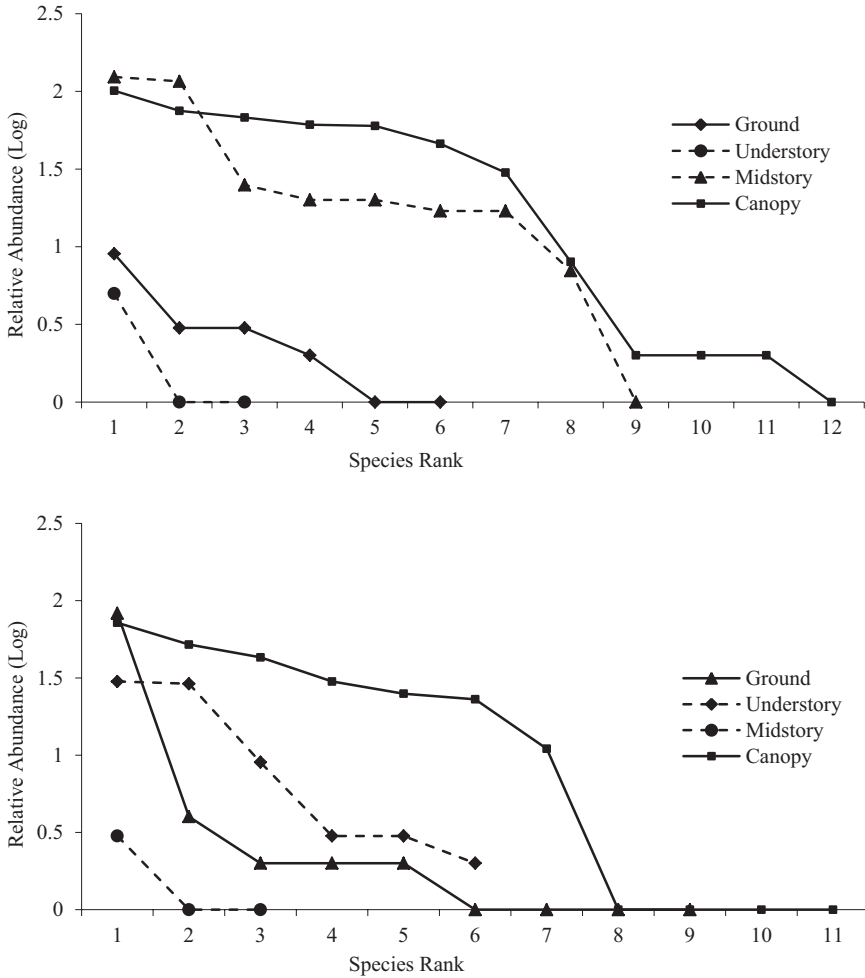 2.5
2
1.5
1
0.5
0
Relative Abundance (Log)
1 2 3 4 5 6 7 8 9 10 11 12
Species Rank
Ground
Understory
Midstory
Canopy
2.5
2
1.5
1
0.5
0
Relative Abundance (Log)
1 2 3 4 5 6 7 8 9 10 11
Species Rank
Ground
Understory
Midstory
Canopy